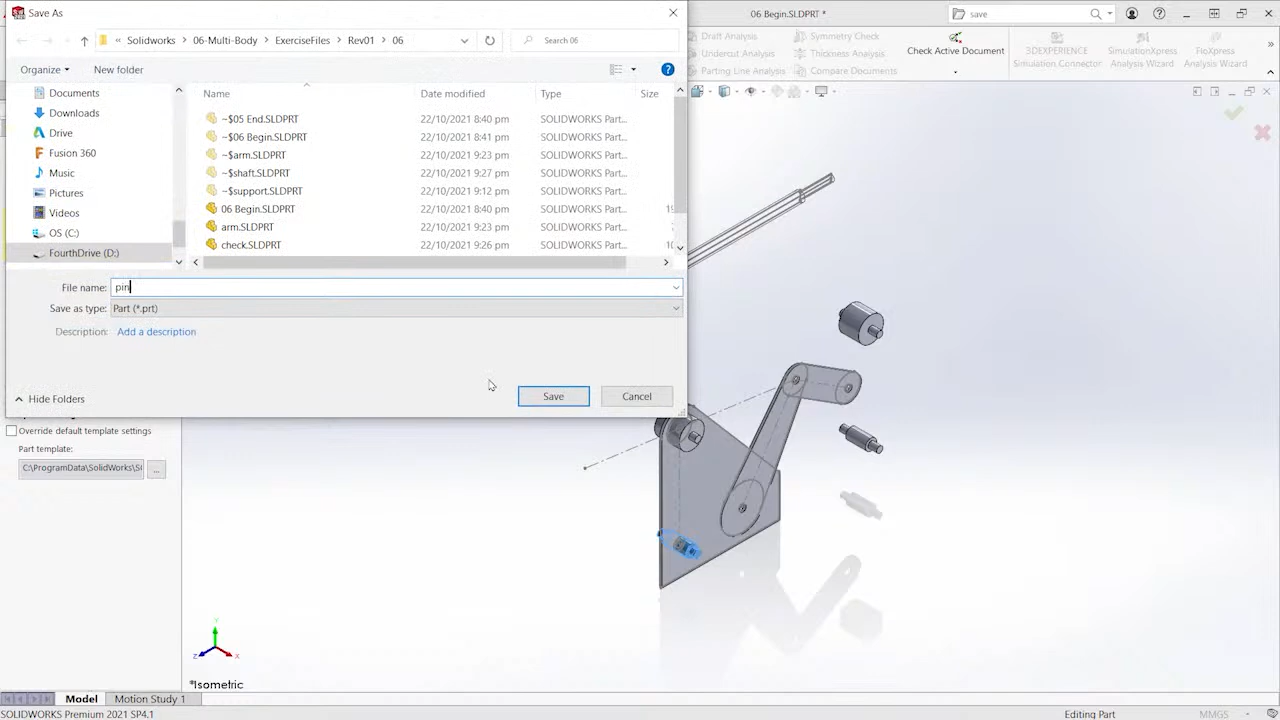 Save As
06 Begin.SLDPRT *
save
« Solidworks › 06-Multi-Body › ExerciseFiles › Rev01 › 06
Search 06
Draft Analysis
Symmetry Check
Undercut Analysis
Thickness Analysis
Parting Line Analysis
Compare Documents
Check Active Document
3DEXPERIENCE
Simulation Connector
SimulationXpress
Analysis Wizard
FloXpress
Analysis Wizard
Organize
New folder
Documents
Downloads
Drive
Fusion 360
Music
Pictures
Videos
OS (C:)
FourthDrive (D:)
Name Date modified Type Size
~$05 End.SLDPRT 22/10/2021 8:40 pm SOLIDWORKS Part...
~$06 Begin.SLDPRT 22/10/2021 8:41 pm SOLIDWORKS Part...
~$arm.SLDPRT 22/10/2021 9:23 pm SOLIDWORKS Part...
~$shaft.SLDPRT 22/10/2021 9:27 pm SOLIDWORKS Part...
~$support.SLDPRT 22/10/2021 9:12 pm SOLIDWORKS Part...
06 Begin.SLDPRT 22/10/2021 8:40 pm SOLIDWORKS Part...
arm.SLDPRT 22/10/2021 9:23 pm SOLIDWORKS Part...
check.SLDPRT 22/10/2021 9:26 pm SOLIDWORKS Part...
File name: pin
Save as type: Part (*.prt)
Description: Add a description
Hide Folders
Save
Cancel
Override default template settings
Part template:
C:\ProgramData\SolidWorks\S
...
Y
Z
X
*Isometric
Model
Motion Study 1
SOLIDWORKS Premium 2021 SP4.1
Editing Part
MMGS